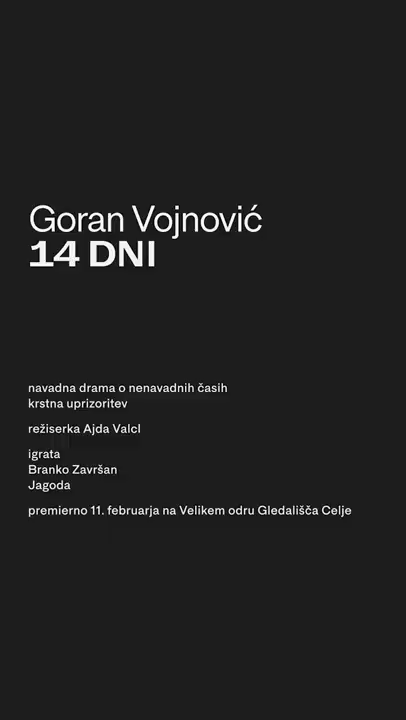 Goran Vojnović
14 DNI
navadna drama o nenavadnih časih
krstna uprizoritev
režiserka Ajda Valcl
igrata
Branko Završan
Jagoda
premierno 11. februarja na Velikem odru Gledališča Celje